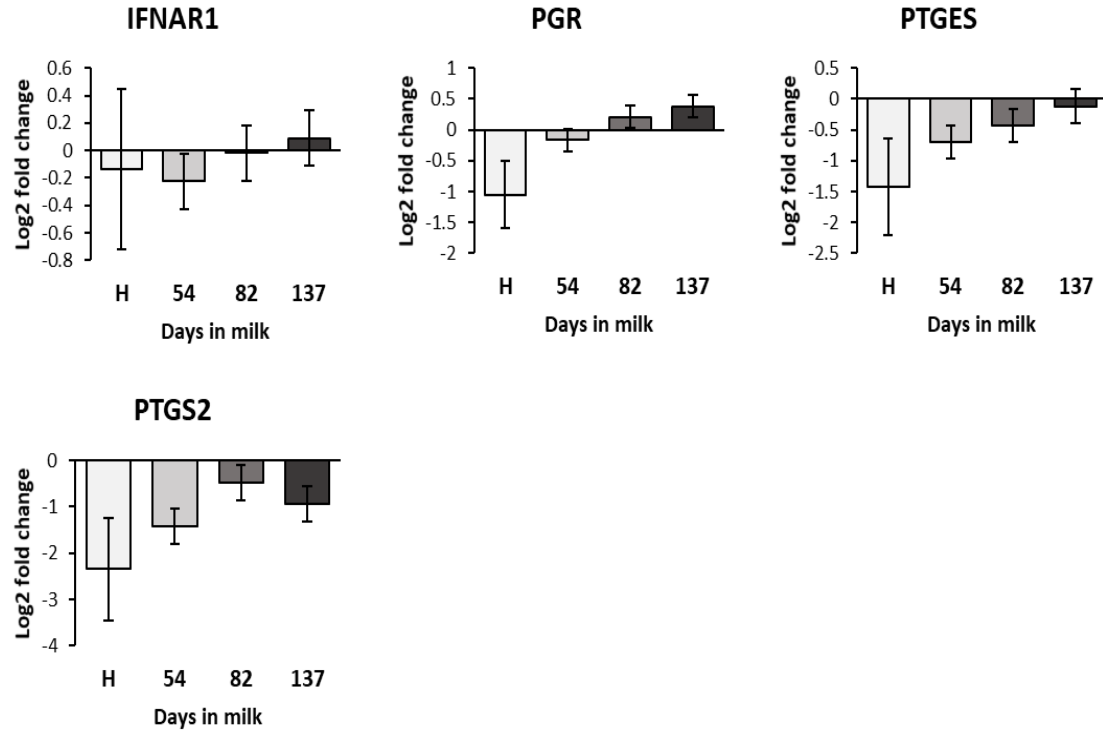 IFNAR1
Log2 fold change
0.6
0.4
0.2
0
-0.2
-0.4
-0.6
-0.8
H 54 82 137
Days in milk
PGR
Log2 fold change
1
0.5
0
-0.5
-1
-1.5
-2
H 54 82 137
Days in milk
PTGES
Log2 fold change
0.5
0
-0.5
-1
-1.5
-2
-2.5
H 54 82 137
Days in milk
PTGS2
Log2 fold change
0
-1
-2
-3
-4
H 54 82 137
Days in milk